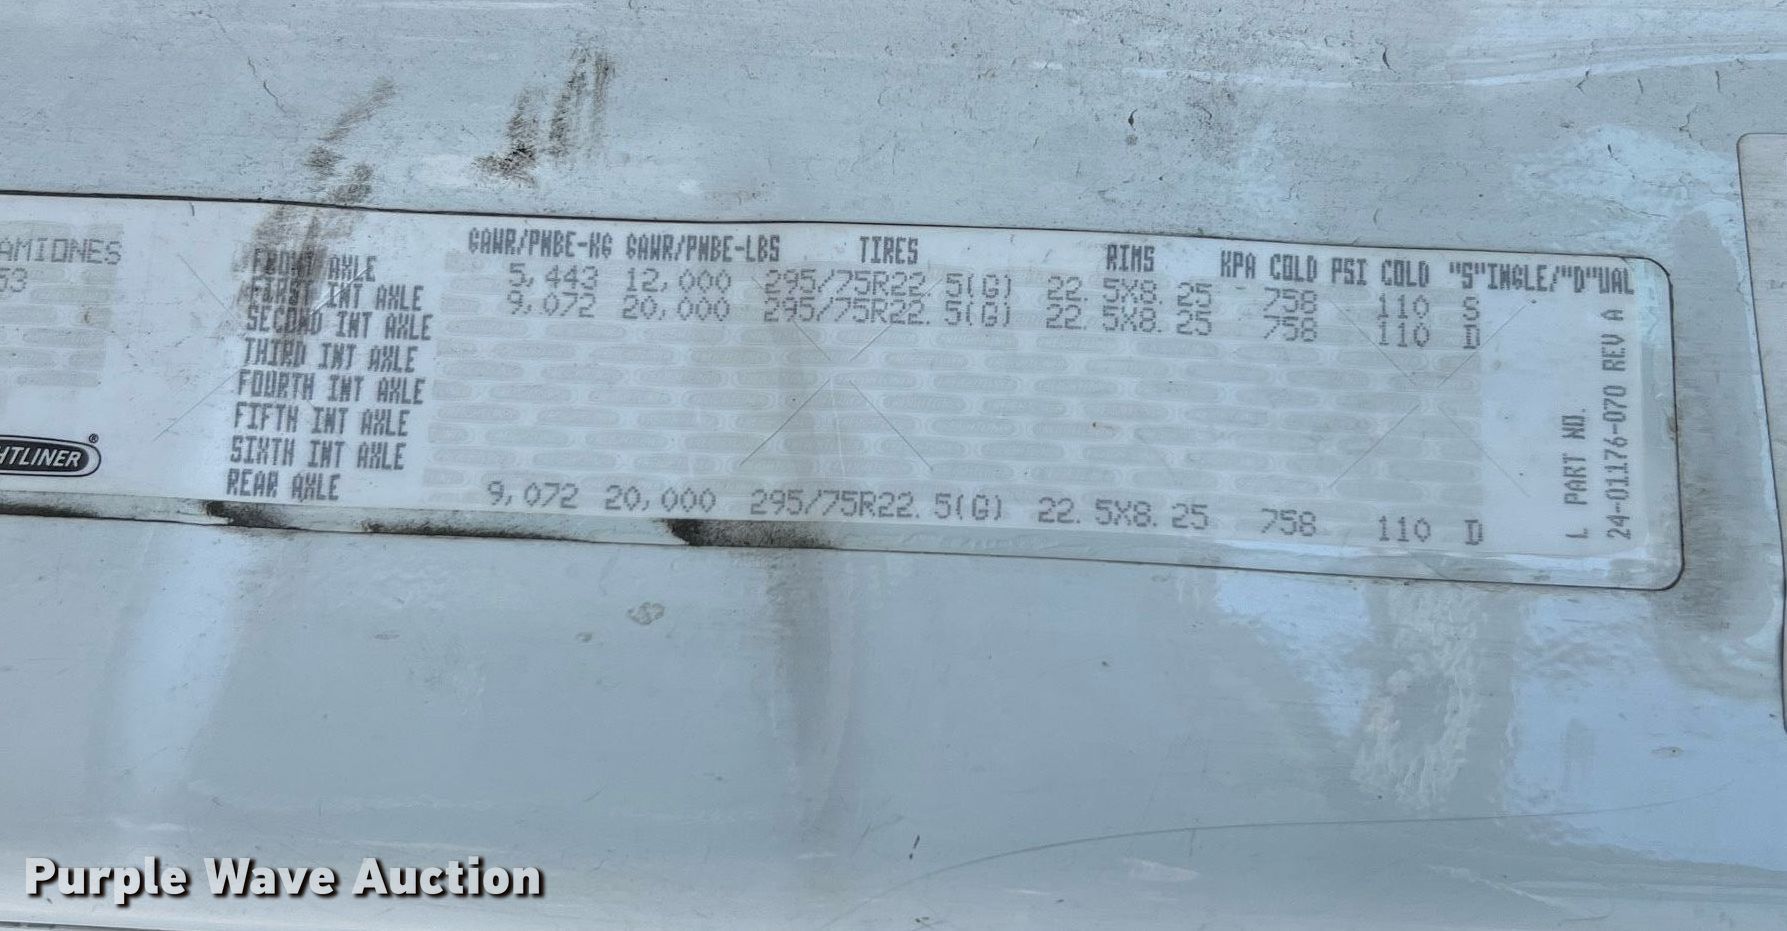 AMIONES
53
HTLINER®
GAWR/PNBE-KG GAWR/PNBE-LBS TIRES RIMS KPA COLD PSI COLD "S"INGLE/"D"UAL
FRONT AXLE 5,443 12,000 295/75R22.5(G) 22.5X8.25 758 110 S
FIRST INT AXLE 9,072 20,000 295/75R22.5(G) 22.5X8.25 758 110 D
SECOND INT AXLE
THIRD INT AXLE
FOURTH INT AXLE
FIFTH INT AXLE
SIXTH INT AXLE
REAR AXLE 9,072 20,000 295/75R22.5(G) 22.5X8.25 758 110 D
L PART NO.
24-01176-070 REV A
Purple Wave Auction